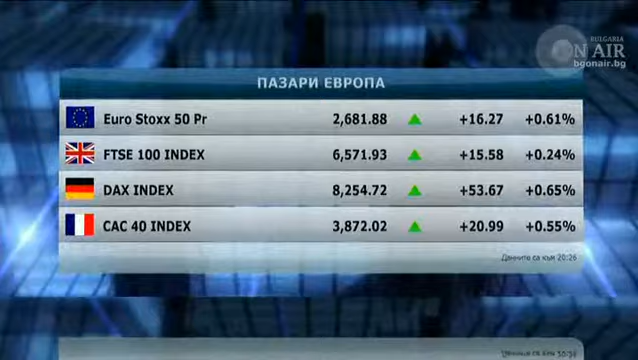 BULGARIA
ON AIR
bgonair.bg
ПАЗАРИ ЕВРОПА
Euro Stoxx 50 Pr 2,681.88 +16.27 +0.61%
FTSE 100 INDEX 6,571.93 +15.58 +0.24%
DAX INDEX 8,254.72 +53.67 +0.65%
CAC 40 INDEX 3,872.02 +20.99 +0.55%
Данните са към 20:26